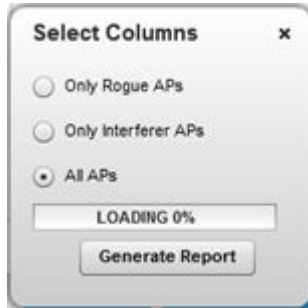 Select Columns ×
Only Rogue APs
Only Interferer APs
All APs
LOADING 0%
Generate Report